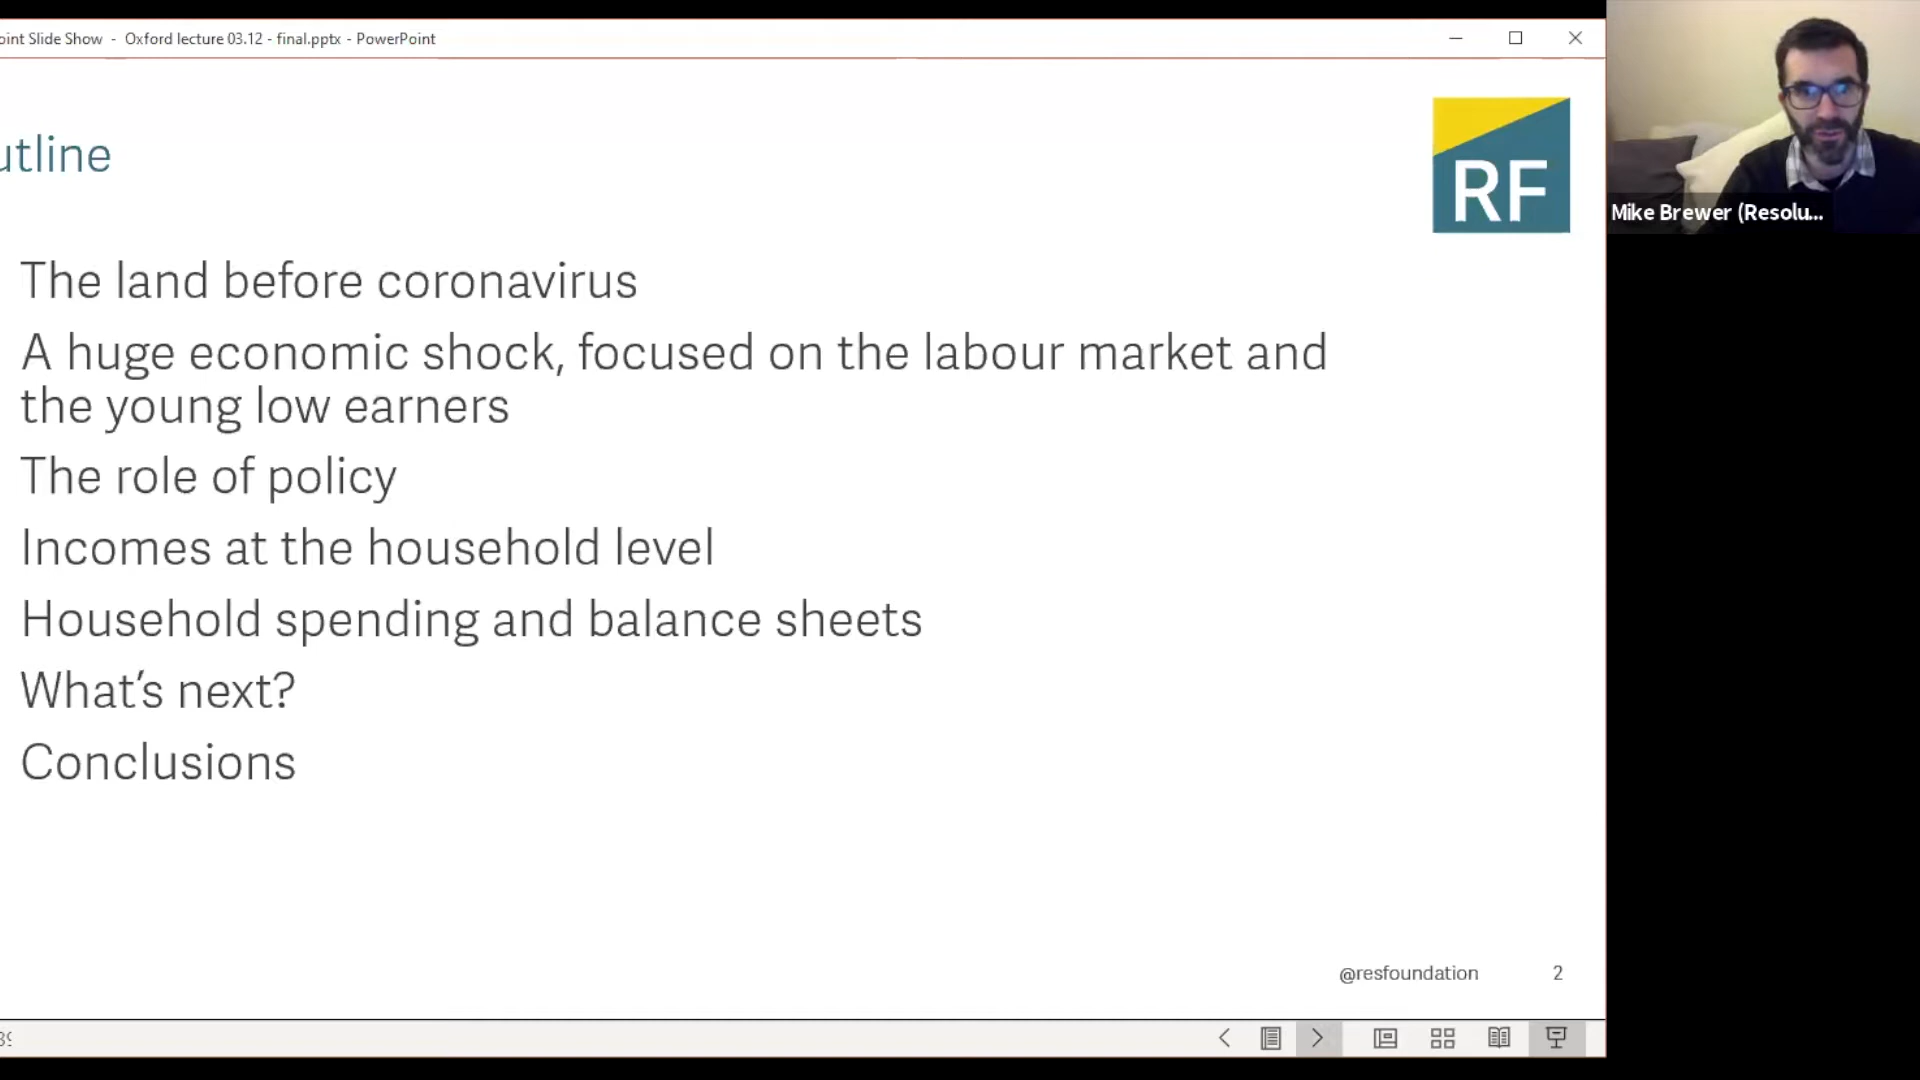 oint Slide Show - Oxford lecture 03.12 - final.pptx - PowerPoint
utline
RF
Mike Brewer (Resolu...
The land before coronavirus
A huge economic shock, focused on the labour market and
the young low earners
The role of policy
Incomes at the household level
Household spending and balance sheets
What's next?
Conclusions
@resfoundation 2